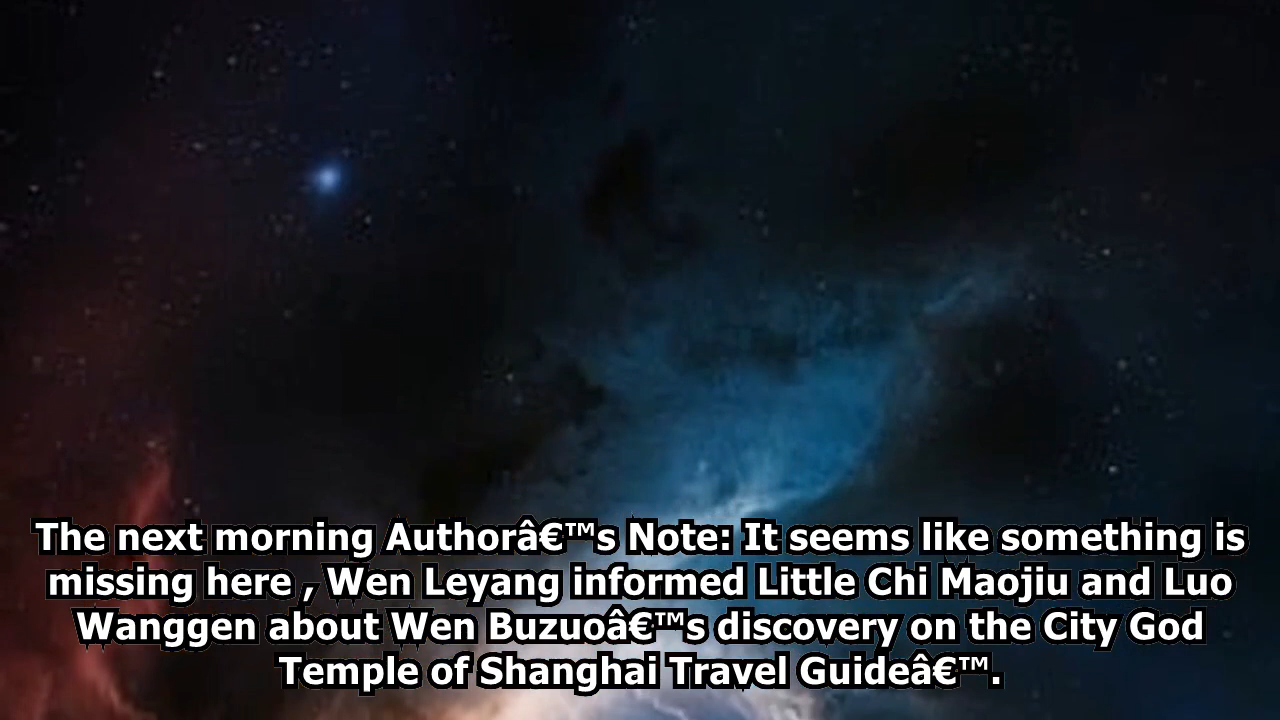 The next morning Authorâ€™s Note: It seems like something is
missing here , Wen Leyang informed Little Chi Maojiu and Luo
Wanggen about Wen Buzuoâ€™s discovery on the City God
Temple of Shanghai Travel Guideâ€™.